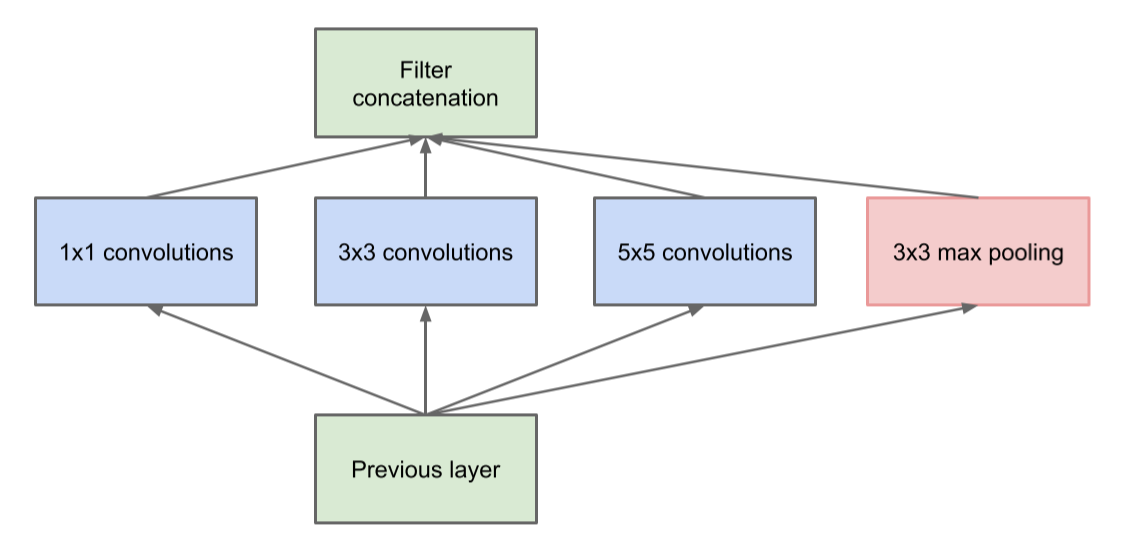 Filter
concatenation
1x1 convolutions
3x3 convolutions
5x5 convolutions
3x3 max pooling
Previous layer